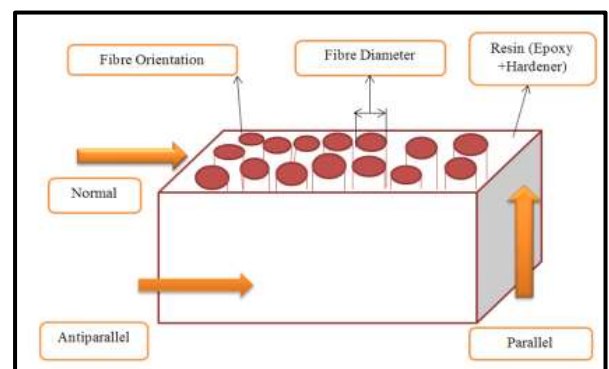 Fibre Orientation
Fibre Diameter
Resin (Epoxy
+Hardener)
Normal
Antiparallel
Parallel